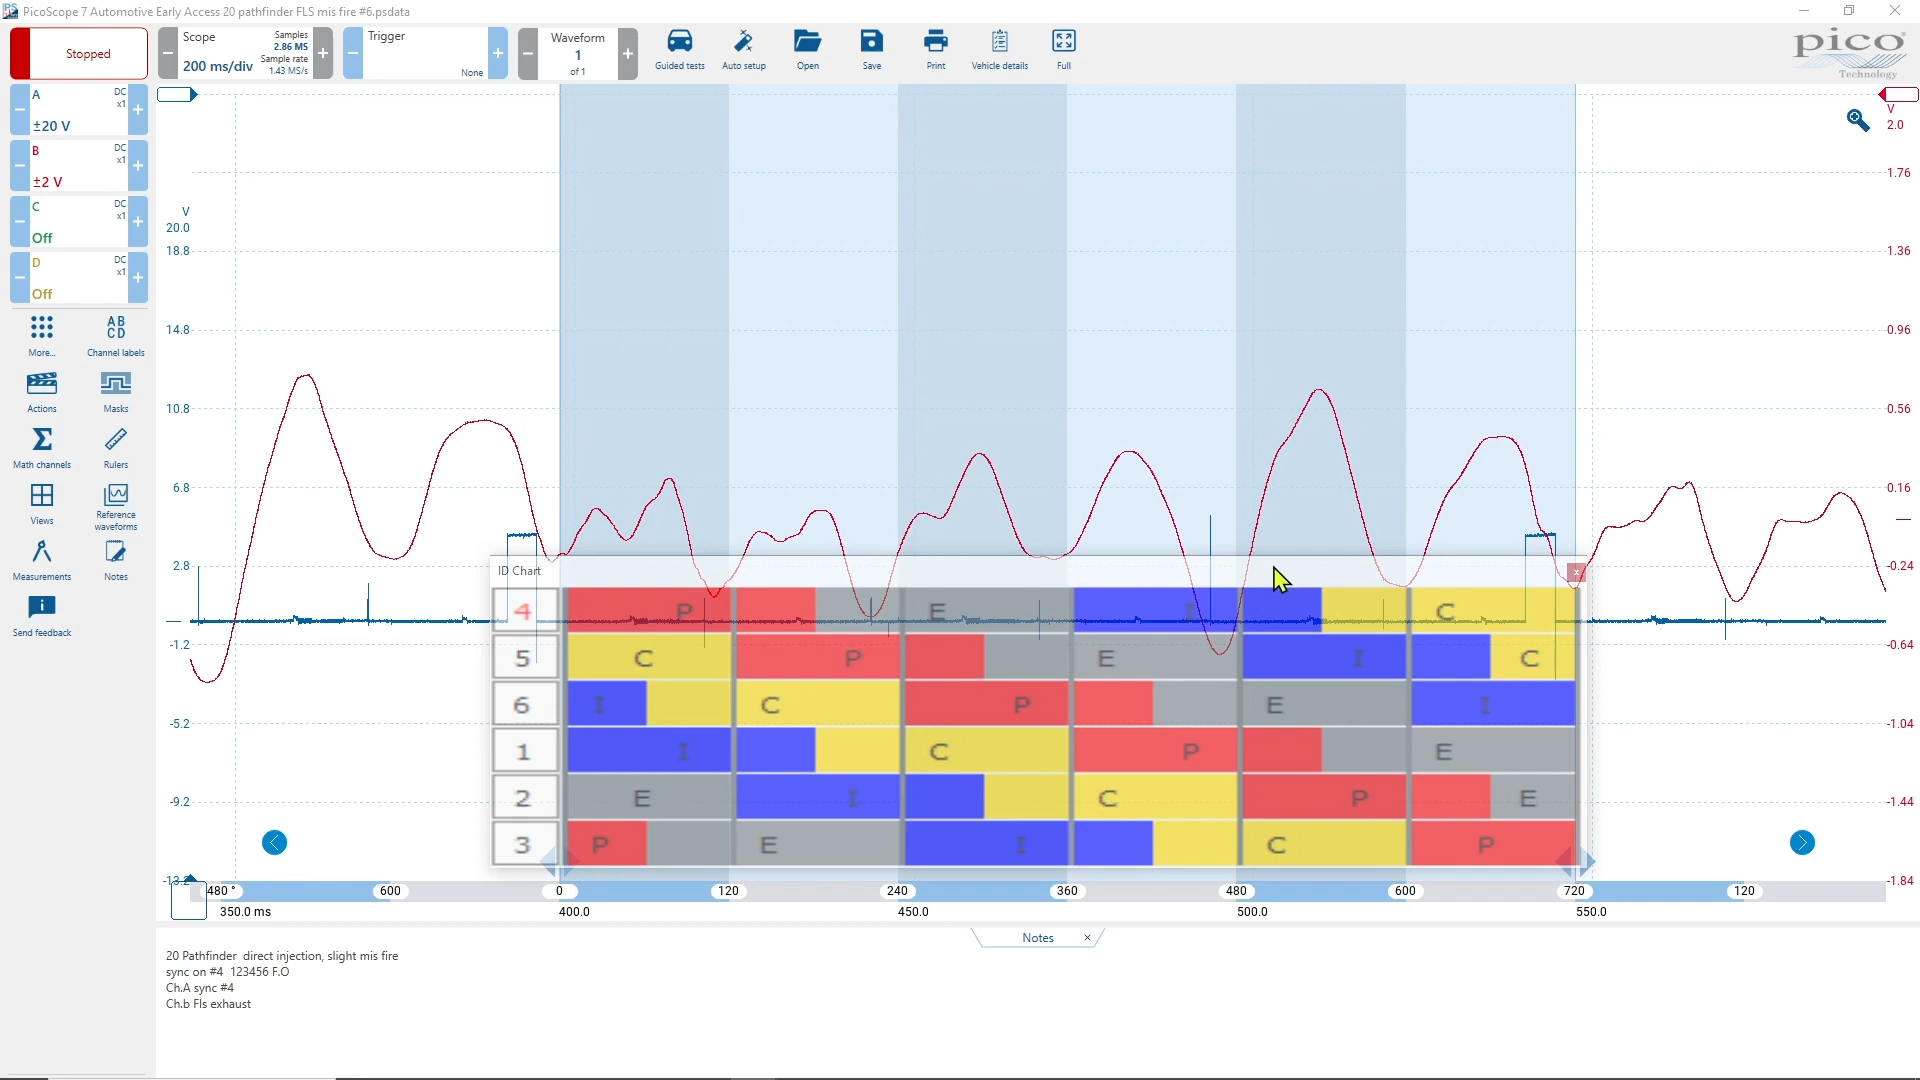 PicoScope 7 Automotive Early Access 20 pathfinder FLS mis fire #6.psdata
Stopped
Scope
200 ms/div
Samples
2.86 MS
Sample rate
1.43 MS/s
Trigger
None
Waveform
1
of 1
Guided tests
Auto setup
Open
Save
Print
Vehicle details
Full
pico
Technology
A DC x1
±20 V
B DC x1
±2 V
C DC x1
Off
D DC x1
Off
More...
ABCD
Channel labels
Actions
Masks
Math channels
Rulers
Views
Reference waveforms
Measurements
Notes
Send feedback
V
20.0
18.8
14.8
10.8
6.8
2.8
-1.2
-5.2
-9.2
-13.2
V
2.0
1.76
1.36
0.96
0.56
0.16
-0.24
-0.64
-1.04
-1.44
-1.84
ID Chart x
4 P E I C
5 C P E I C
6 I C P E I
1 I C P E
2 E I C P E
3 P E I C P
480 ° 600 0 120 240 360 480 600 720 120
350.0 ms 400.0 450.0 500.0 550.0
Notes ×
20 Pathfinder direct injection, slight mis fire
sync on #4 123456 F.O
Ch.A sync #4
Ch.b Fls exhaust